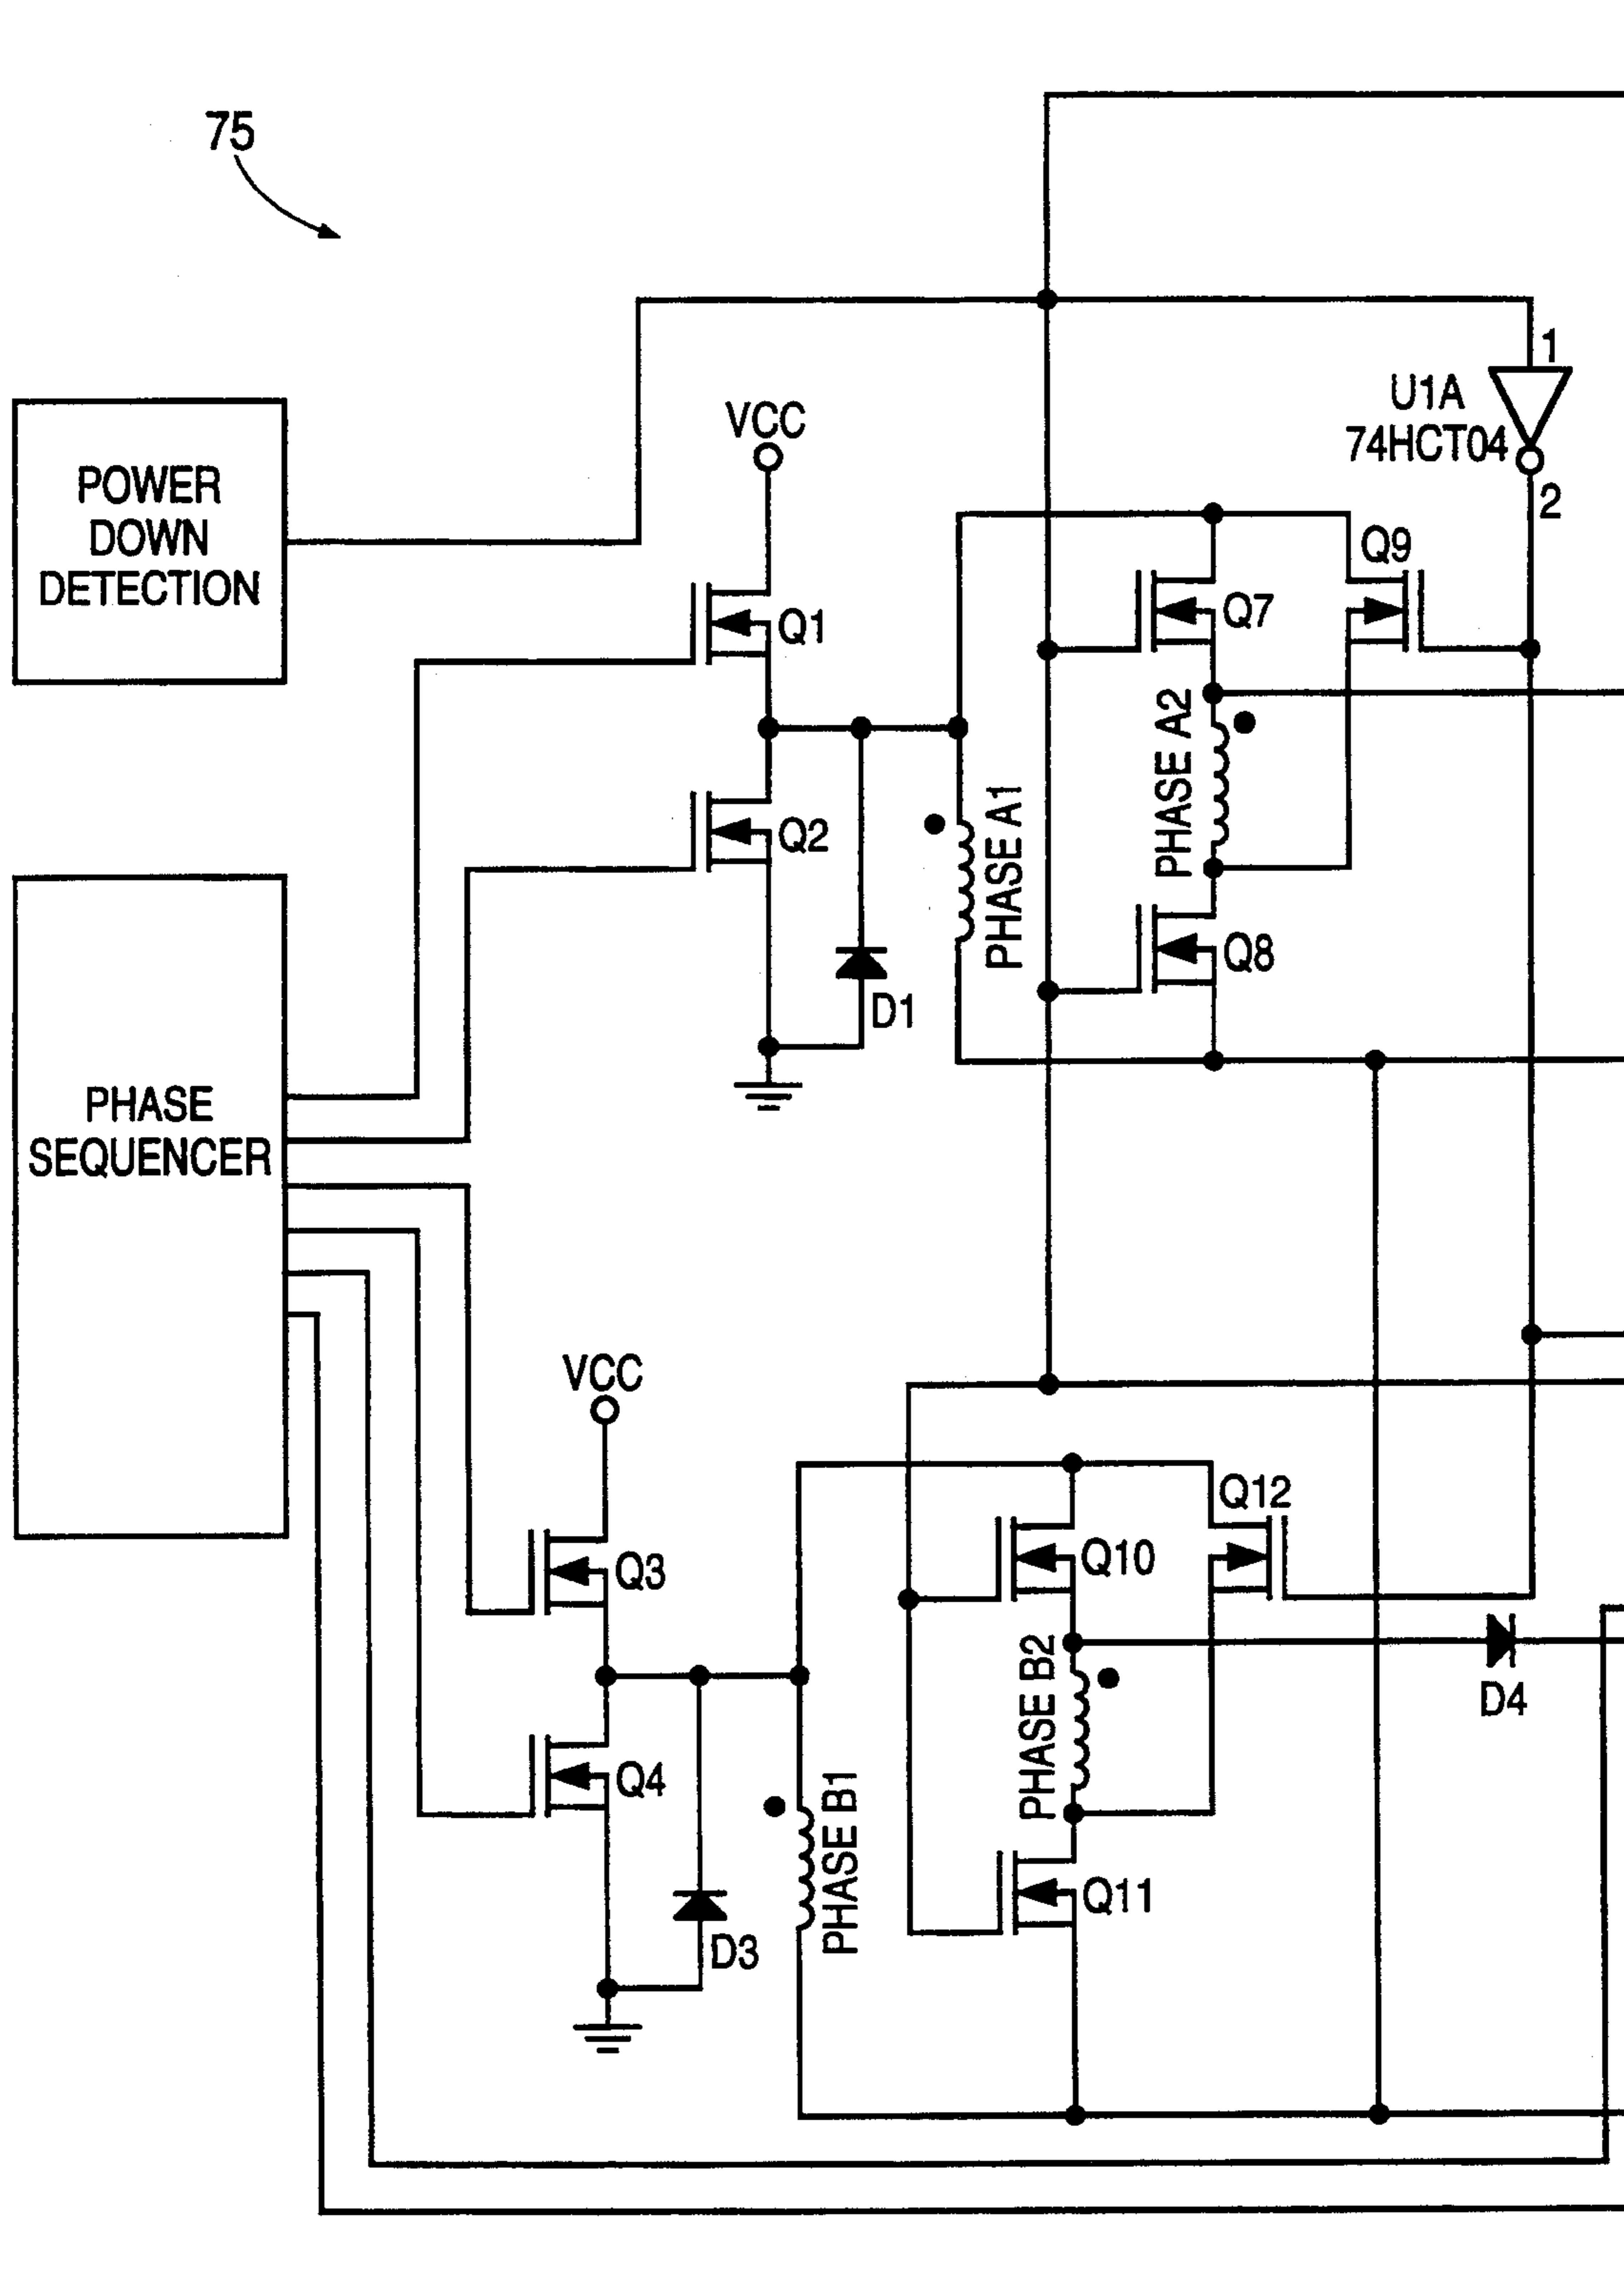 75
1
U1A
74HCT04
2
VCC
POWER
DOWN
DETECTION
Q1
Q7
Q9
PHASE A2
Q2
PHASE A1
Q8
D1
PHASE
SEQUENCER
VCC
Q3
Q10
Q12
PHASE B2
D4
Q4
PHASE B1
Q11
D3